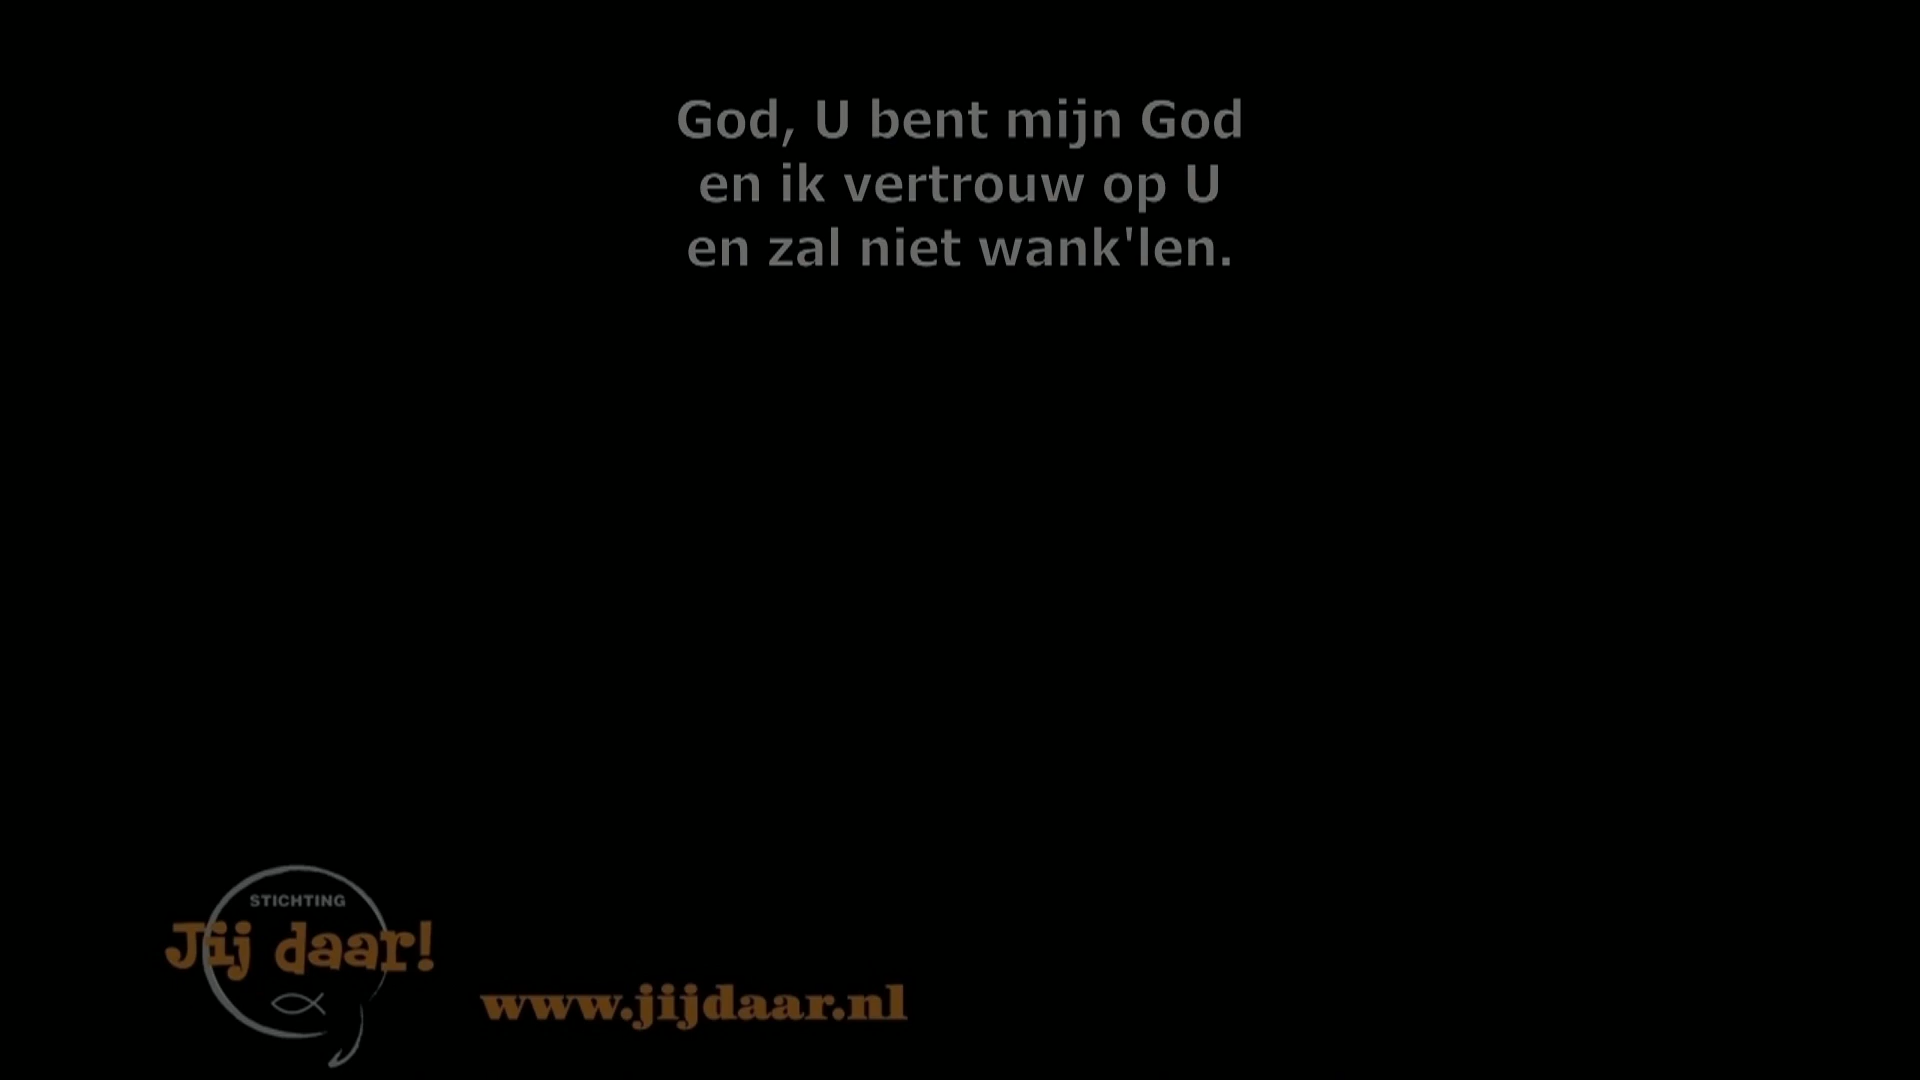 God, U bent mijn God
en ik vertrouw op U
en zal niet wank'len.
STICHTING
Jij daar!
www.jijdaar.nl